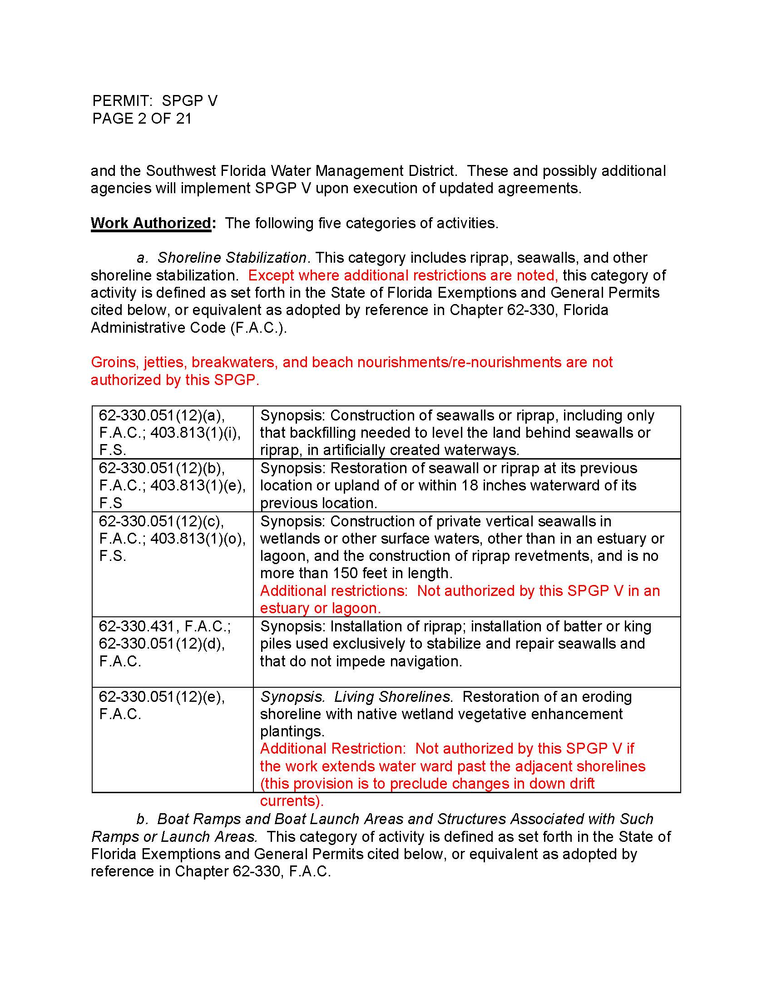 PERMIT:  SPGP V
PAGE 2 OF 21
and the Southwest Florida Water Management District.  These and possibly additional
agencies will implement SPGP V upon execution of updated agreements.
Work Authorized:  The following five categories of activities.
a.  Shoreline Stabilization. This category includes riprap, seawalls, and other
shoreline stabilization.  Except where additional restrictions are noted, this category of
activity is defined as set forth in the State of Florida Exemptions and General Permits
cited below, or equivalent as adopted by reference in Chapter 62-330, Florida
Administrative Code (F.A.C.).
Groins, jetties, breakwaters, and beach nourishments/re-nourishments are not
authorized by this SPGP.
62-330.051(12)(a),
F.A.C.; 403.813(1)(i),
F.S.
Synopsis: Construction of seawalls or riprap, including only
that backfilling needed to level the land behind seawalls or
riprap, in artificially created waterways.
62-330.051(12)(b),
F.A.C.; 403.813(1)(e),
F.S
Synopsis: Restoration of seawall or riprap at its previous
location or upland of or within 18 inches waterward of its
previous location.
62-330.051(12)(c),
F.A.C.; 403.813(1)(o),
F.S.
Synopsis: Construction of private vertical seawalls in
wetlands or other surface waters, other than in an estuary or
lagoon, and the construction of riprap revetments, and is no
more than 150 feet in length.
Additional restrictions:  Not authorized by this SPGP V in an
estuary or lagoon.
62-330.431, F.A.C.;
62-330.051(12)(d),
F.A.C.
Synopsis: Installation of riprap; installation of batter or king
piles used exclusively to stabilize and repair seawalls and
that do not impede navigation.
62-330.051(12)(e),
F.A.C.
Synopsis.  Living Shorelines.  Restoration of an eroding
shoreline with native wetland vegetative enhancement
plantings.
Additional Restriction:  Not authorized by this SPGP V if
the work extends water ward past the adjacent shorelines
(this provision is to preclude changes in down drift
currents).
b.  Boat Ramps and Boat Launch Areas and Structures Associated with Such
Ramps or Launch Areas.  This category of activity is defined as set forth in the State of
Florida Exemptions and General Permits cited below, or equivalent as adopted by
reference in Chapter 62-330, F.A.C.